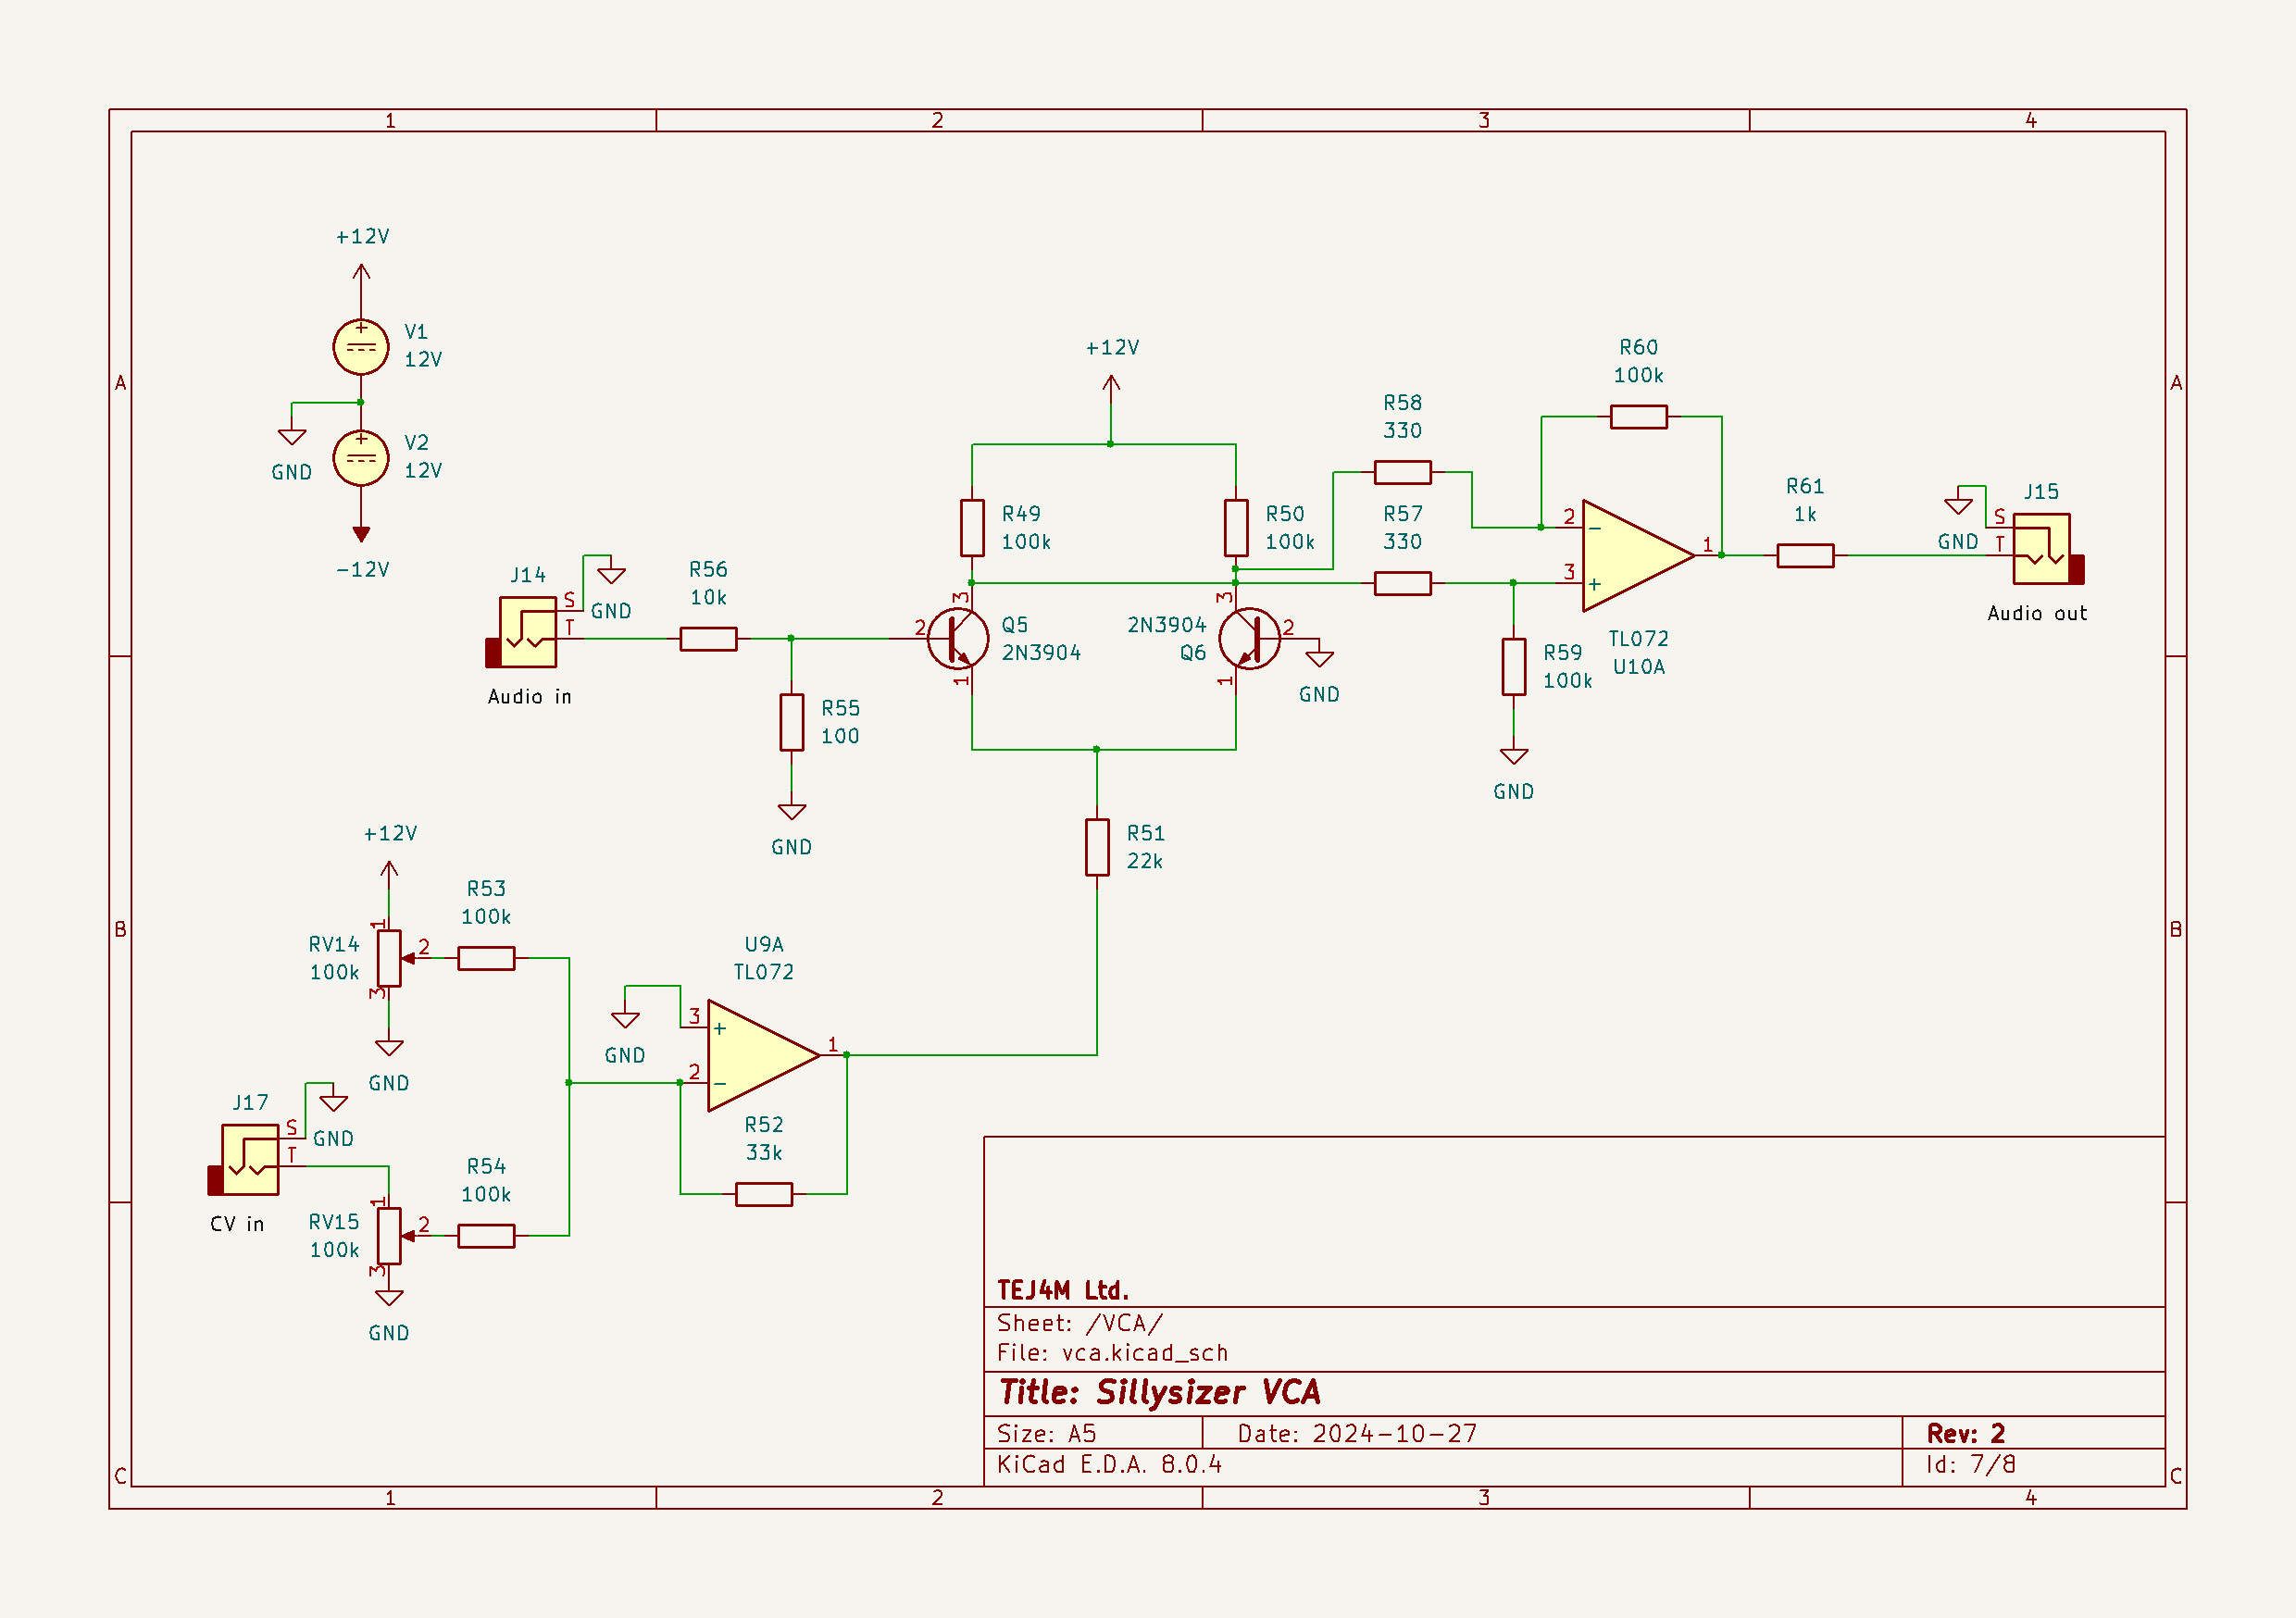 1 2 3 4
A A
B B
C C
1 2 3 4
+12V
V1
12V
GND
V2
12V
-12V
J14
S
T
GND
Audio in
R56
10k
R55
100
GND
+12V
R49
100k
R50
100k
3
2
1
Q5
2N3904
3
2
1
2N3904
Q6
GND
R51
22k
R58
330
R57
330
R59
100k
GND
R60
100k
2
3
1
TL072
U10A
R61
1k
J15
S
T
GND
Audio out
+12V
RV14
100k
1
2
3
GND
R53
100k
J17
S
T
GND
CV in
RV15
100k
1
2
3
GND
R54
100k
U9A
TL072
3
2
1
GND
R52
33k
TEJ4M Ltd.
Sheet: /VCA/
File: vca.kicad_sch
Title: Sillysizer VCA
Size: A5 Date: 2024-10-27 Rev: 2
KiCad E.D.A. 8.0.4 Id: 7/8